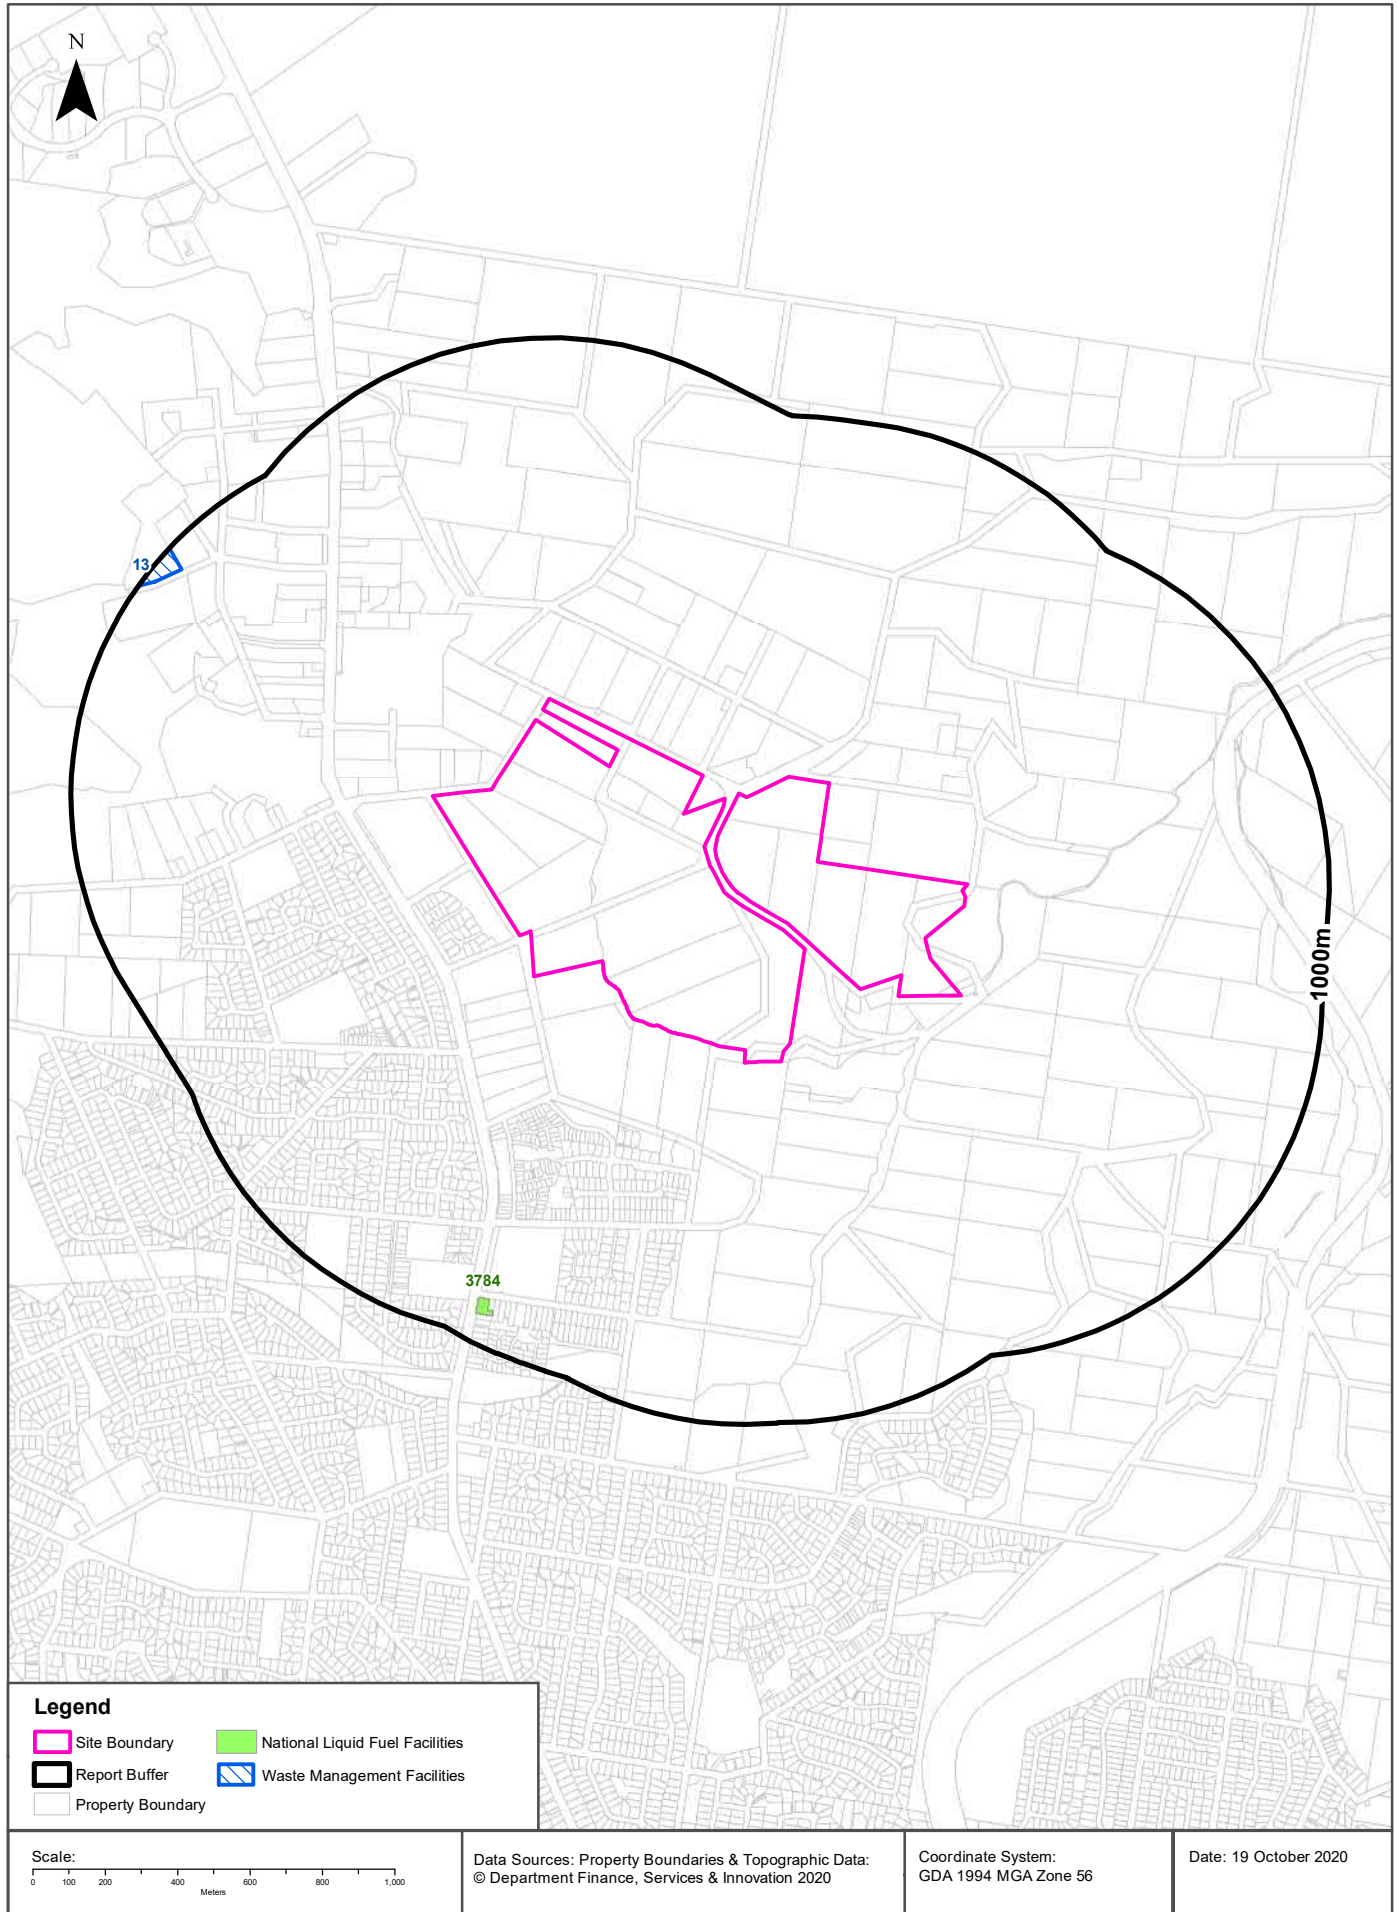 N
13
1000m
3784
Legend
Site Boundary
National Liquid Fuel Facilities
Report Buffer
Waste Management Facilities
Property Boundary
Scale:
0 100 200 400 600 800 1,000
Meters
Data Sources: Property Boundaries & Topographic Data:
© Department Finance, Services & Innovation 2020
Coordinate System:
GDA 1994 MGA Zone 56
Date: 19 October 2020